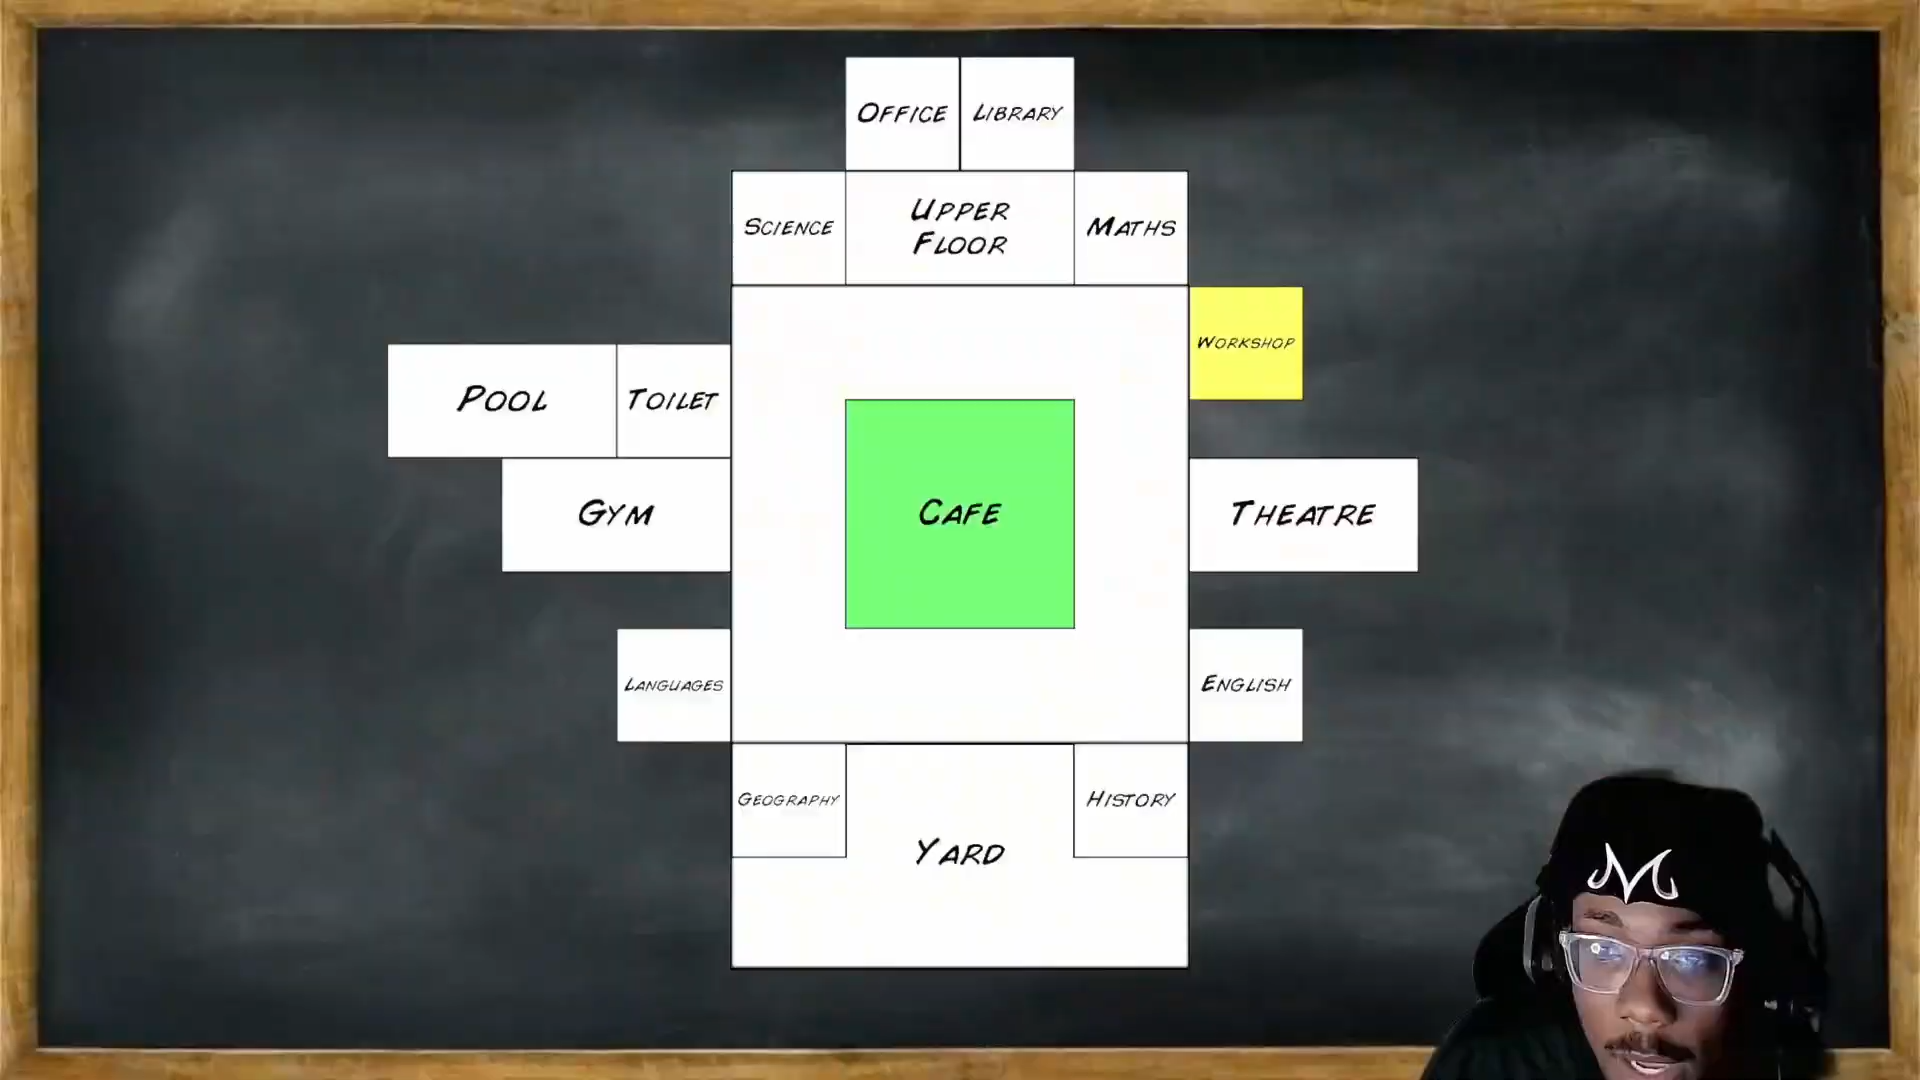 OFFICE
LIBRARY
SCIENCE
UPPER
FLOOR
MATHS
WORKSHOP
POOL
TOILET
GYM
CAFE
THEATRE
LANGUAGES
ENGLISH
GEOGRAPHY
HISTORY
YARD
M